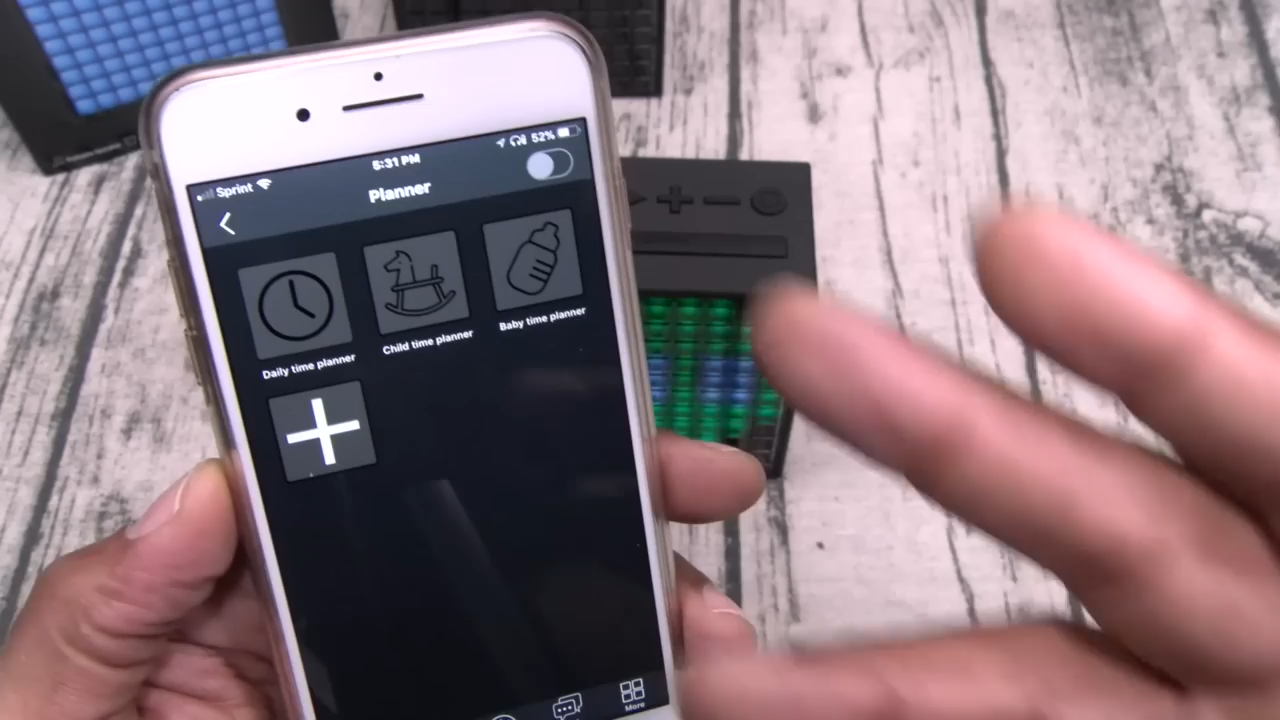 Sprint
5:31 PM
52%
Planner
Daily time planner
Child time planner
Baby time planner
More